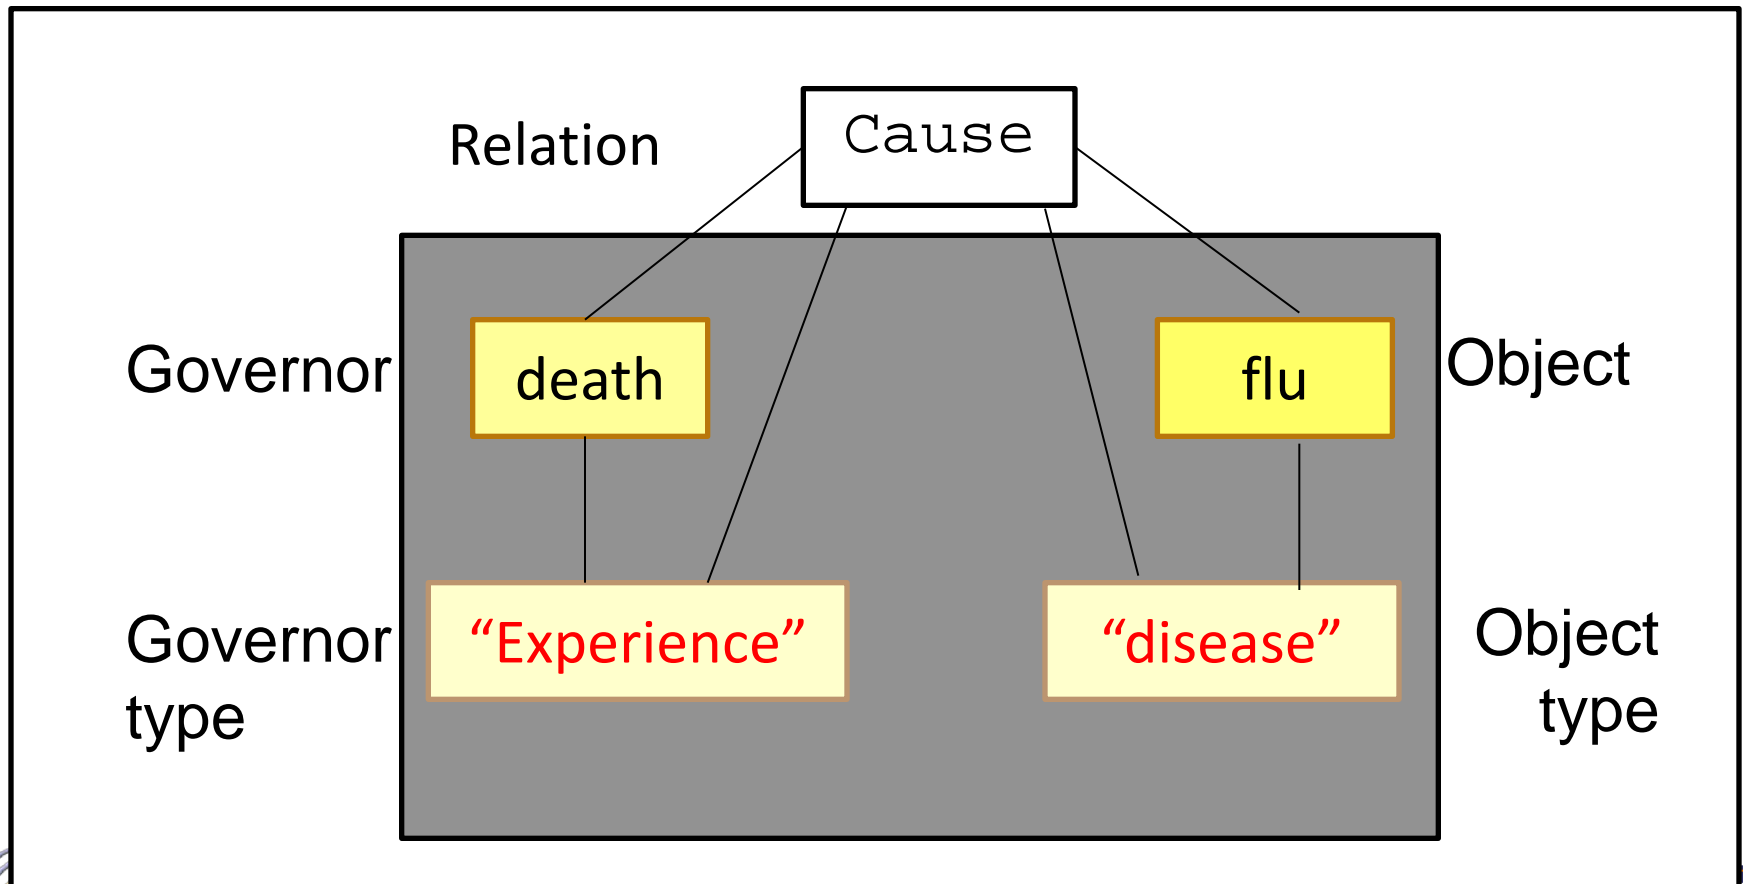 Cause
Relation
Governor
death
flu
Object
Governor
type
“Experience”
“disease”
Object
type